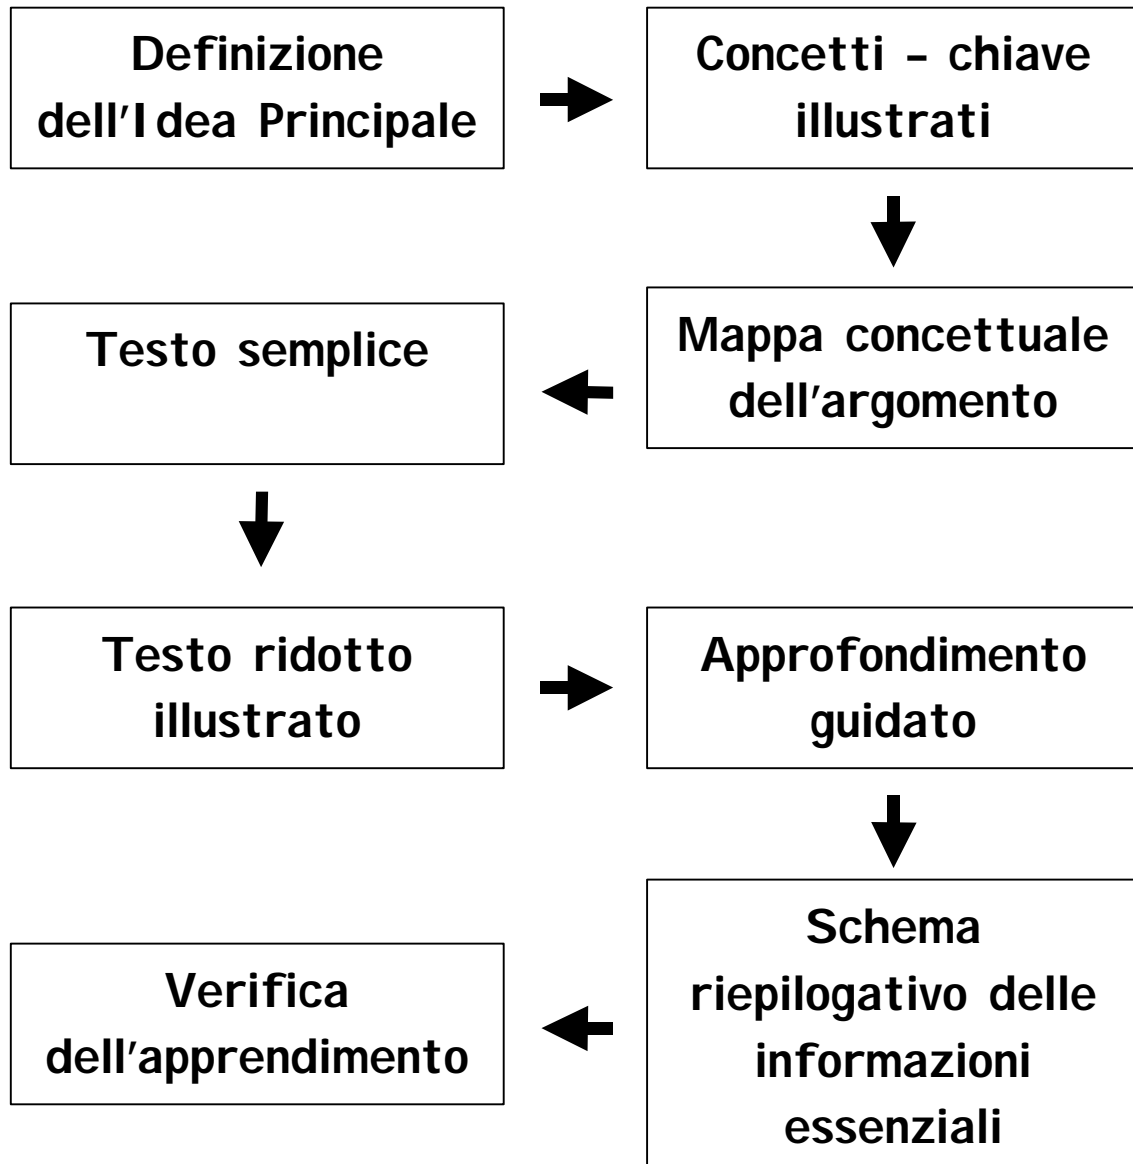 Definizione
dell'Idea Principale
Concetti – chiave
illustrati
Mappa concettuale
dell'argomento
Testo semplice
Testo ridotto
illustrato
Approfondimento
guidato
Schema
riepilogativo delle
informazioni
essenziali
Verifica
dell'apprendimento